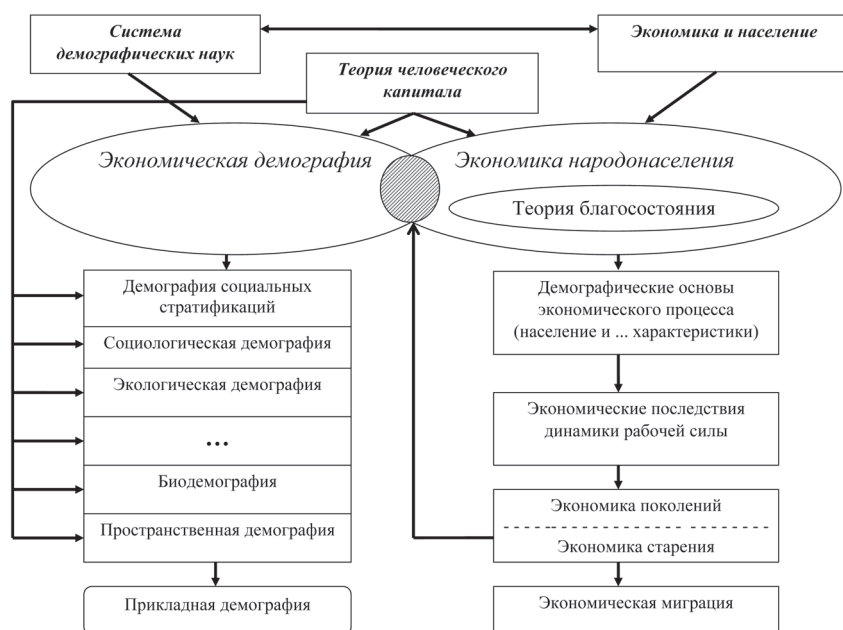 Система
демографических наук
Экономика и население
Теория человеческого
капитала
Экономическая демография
Экономика народонаселения
Теория благосостояния
Демография социальных
стратификаций
Социологическая демография
Экологическая демография
...
Биодемография
Пространственная демография
Прикладная демография
Демографические основы
экономического процесса
(население и ... характеристики)
Экономические последствия
динамики рабочей силы
Экономика поколений
Экономика старения
Экономическая миграция